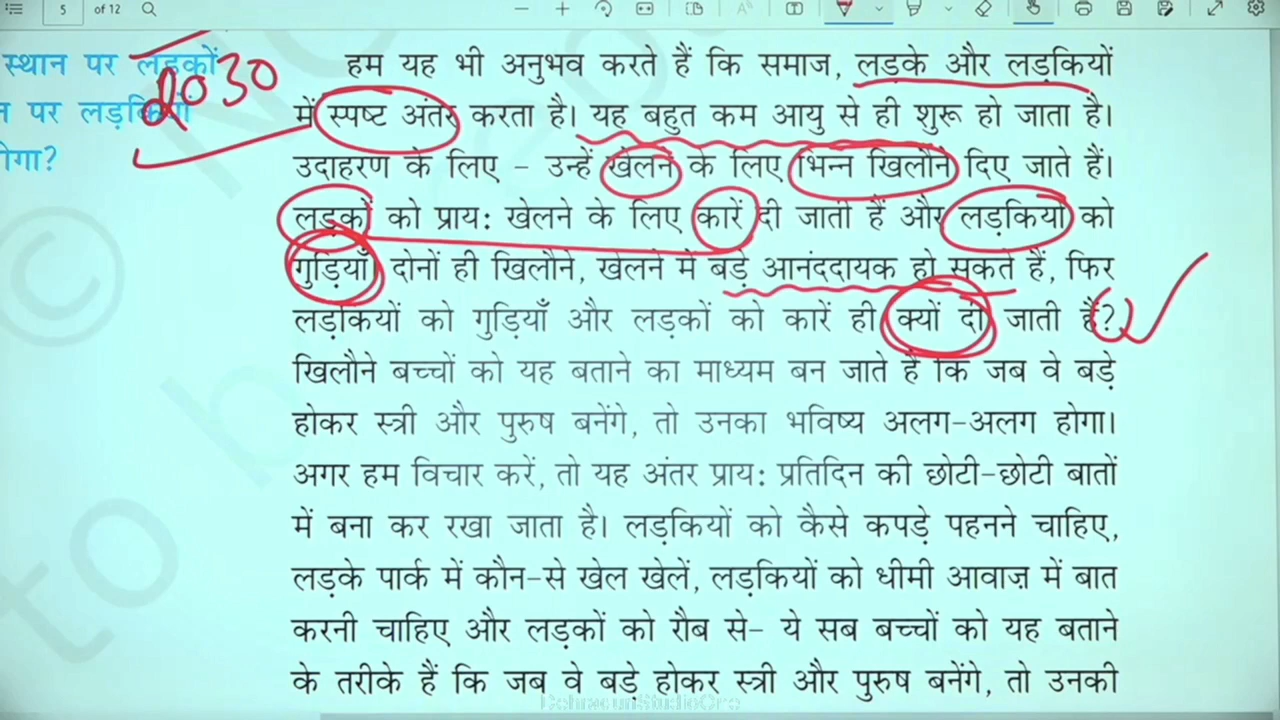 5 of 12
स्थान पर लड़कों
न पर लड़कियों
होगा?
2030
हम यह भी अनुभव करते हैं कि समाज, लड़के और लड़कियों
में स्पष्ट अंतर करता है। यह बहुत कम आयु से ही शुरू हो जाता है।
उदाहरण के लिए – उन्हें खेलने के लिए भिन्न खिलौने दिए जाते हैं।
लड़कों को प्राय: खेलने के लिए कारें दी जाती हैं और लड़कियों को
गुड़ियाँ। दोनों ही खिलौने, खेलने में बड़े आनंददायक हो सकते हैं, फिर
लड़कियों को गुड़ियाँ और लड़कों को कारें ही क्यों दी जाती हैं?
खिलौने बच्चों को यह बताने का माध्यम बन जाते हैं कि जब वे बड़े
होकर स्त्री और पुरुष बनेंगे, तो उनका भविष्य अलग-अलग होगा।
अगर हम विचार करें, तो यह अंतर प्राय: प्रतिदिन की छोटी-छोटी बातों
में बना कर रखा जाता है। लड़कियों को कैसे कपड़े पहनने चाहिए,
लड़के पार्क में कौन-से खेल खेलें, लड़कियों को धीमी आवाज़ में बात
करनी चाहिए और लड़कों को रौब से- ये सब बच्चों को यह बताने
के तरीके हैं कि जब वे बडे होकर स्त्री और पुरुष बनेंगे, तो उनकी
to b
DehradunStudioOne